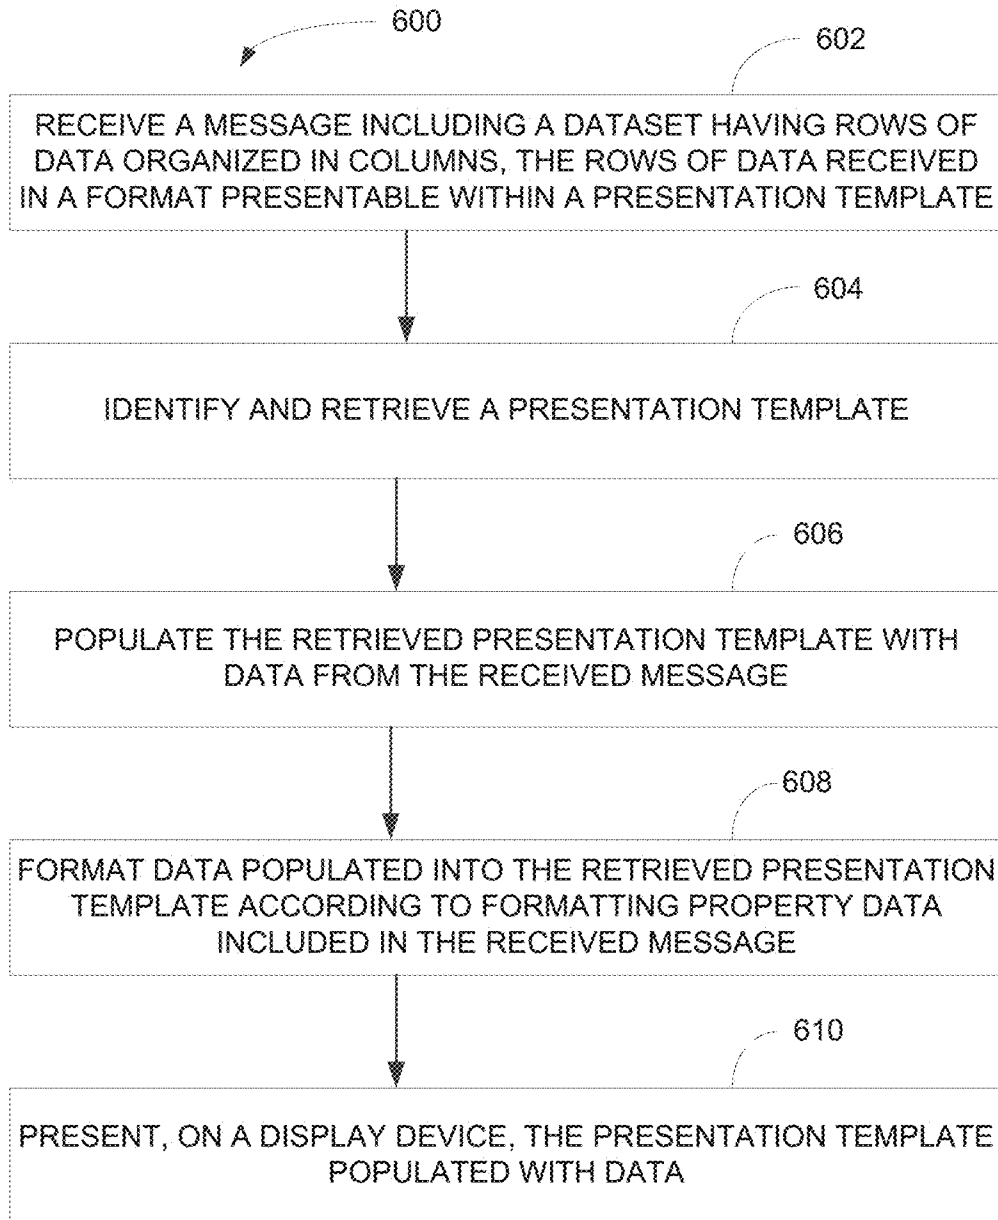 600
602
RECEIVE A MESSAGE INCLUDING A DATASET HAVING ROWS OF
DATA ORGANIZED IN COLUMNS, THE ROWS OF DATA RECEIVED
IN A FORMAT PRESENTABLE WITHIN A PRESENTATION TEMPLATE
604
IDENTIFY AND RETRIEVE A PRESENTATION TEMPLATE
606
POPULATE THE RETRIEVED PRESENTATION TEMPLATE WITH
DATA FROM THE RECEIVED MESSAGE
608
FORMAT DATA POPULATED INTO THE RETRIEVED PRESENTATION
TEMPLATE ACCORDING TO FORMATTING PROPERTY DATA
INCLUDED IN THE RECEIVED MESSAGE
610
PRESENT, ON A DISPLAY DEVICE, THE PRESENTATION TEMPLATE
POPULATED WITH DATA